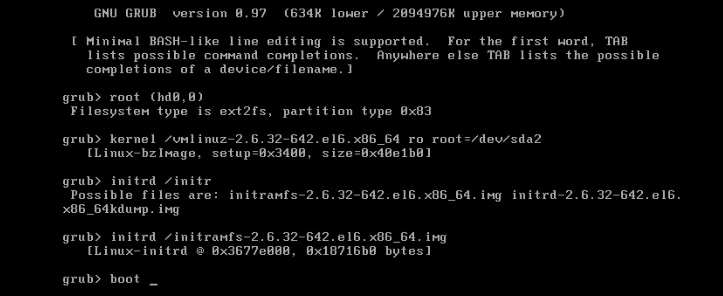 GNU GRUB  version 0.97  (634K lower / 2094976K upper memory)
[ Minimal BASH-like line editing is supported.  For the first word, TAB
lists possible command completions.  Anywhere else TAB lists the possible
completions of a device/filename.]
grub> root (hd0,0)
Filesystem type is ext2fs, partition type 0x83
grub> kernel /vmlinuz-2.6.32-642.el6.x86_64 ro root=/dev/sda2
[Linux-bzImage, setup=0x3400, size=0x40e1b0]
grub> initrd /initr
Possible files are: initramfs-2.6.32-642.el6.x86_64.img initrd-2.6.32-642.el6.
x86_64kdump.img
grub> initrd /initramfs-2.6.32-642.el6.x86_64.img
[Linux-initrd @ 0x3677e000, 0x18716b0 bytes]
grub> boot _